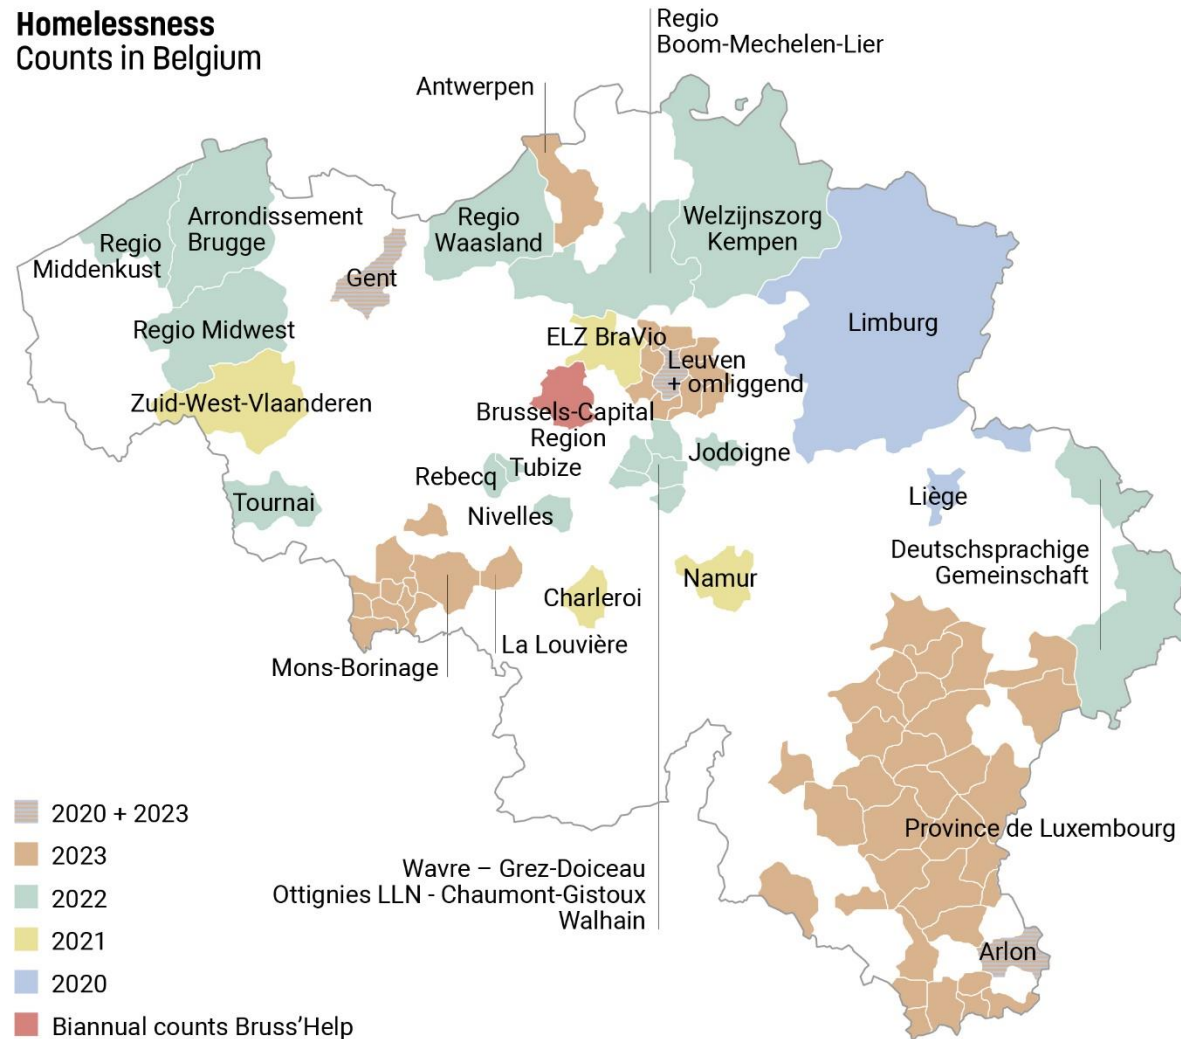 Homelessness
Counts in Belgium
Regio
Boom-Mechelen-Lier
Antwerpen
Arrondissement
Brugge
Regio
Middenkust
Regio
Waasland
Welzijnszorg
Kempen
Gent
Regio Midwest
ELZ BraVio
Limburg
Leuven
+ omliggend
Zuid-West-Vlaanderen
Brussels-Capital
Region
Jodoigne
Tubize
Rebecq
Tournai
Nivelles
Liège
Deutschsprachige
Gemeinschaft
Namur
Charleroi
La Louvière
Mons-Borinage
Province de Luxembourg
Wavre – Grez-Doiceau
Ottignies LLN - Chaumont-Gistoux
Walhain
Arlon
2020 + 2023
2023
2022
2021
2020
Biannual counts Bruss’Help